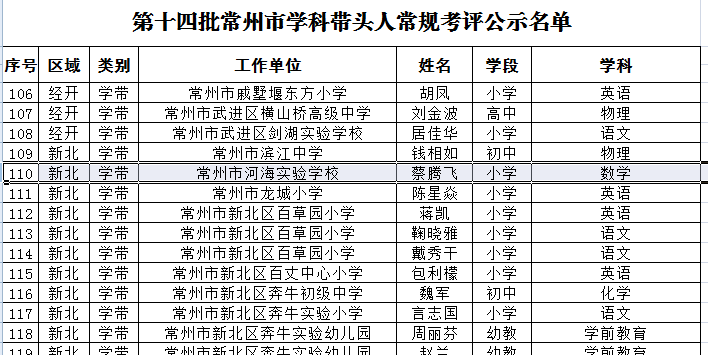 第十四批常州市学科带头人常规考评公示名单
序号 区域 类别 工作单位 姓名 学段 学科
106 经开 学带 常州市戚墅堰东方小学 胡凤 小学 英语
107 经开 学带 常州市武进区横山桥高级中学 刘金波 高中 物理
108 经开 学带 常州市武进区剑湖实验学校 居佳华 小学 语文
109 新北 学带 常州市滨江中学 钱相如 初中 物理
110 新北 学带 常州市河海实验学校 蔡腾飞 小学 数学
111 新北 学带 常州市龙城小学 陈星焱 小学 英语
112 新北 学带 常州市新北区百草园小学 蒋凯 小学 英语
113 新北 学带 常州市新北区百草园小学 鞠晓雅 小学 语文
114 新北 学带 常州市新北区百草园小学 戴秀干 小学 语文
115 新北 学带 常州市新北区百丈中心小学 包利檬 小学 英语
116 新北 学带 常州市新北区奔牛初级中学 魏军 初中 化学
117 新北 学带 常州市新北区奔牛实验小学 言志国 小学 语文
118 新北 学带 常州市新北区奔牛实验幼儿园 周丽芬 幼教 学前教育
119 新北 学带 常州市新北区奔牛实验幼儿园 赵兰 幼教 学前教育